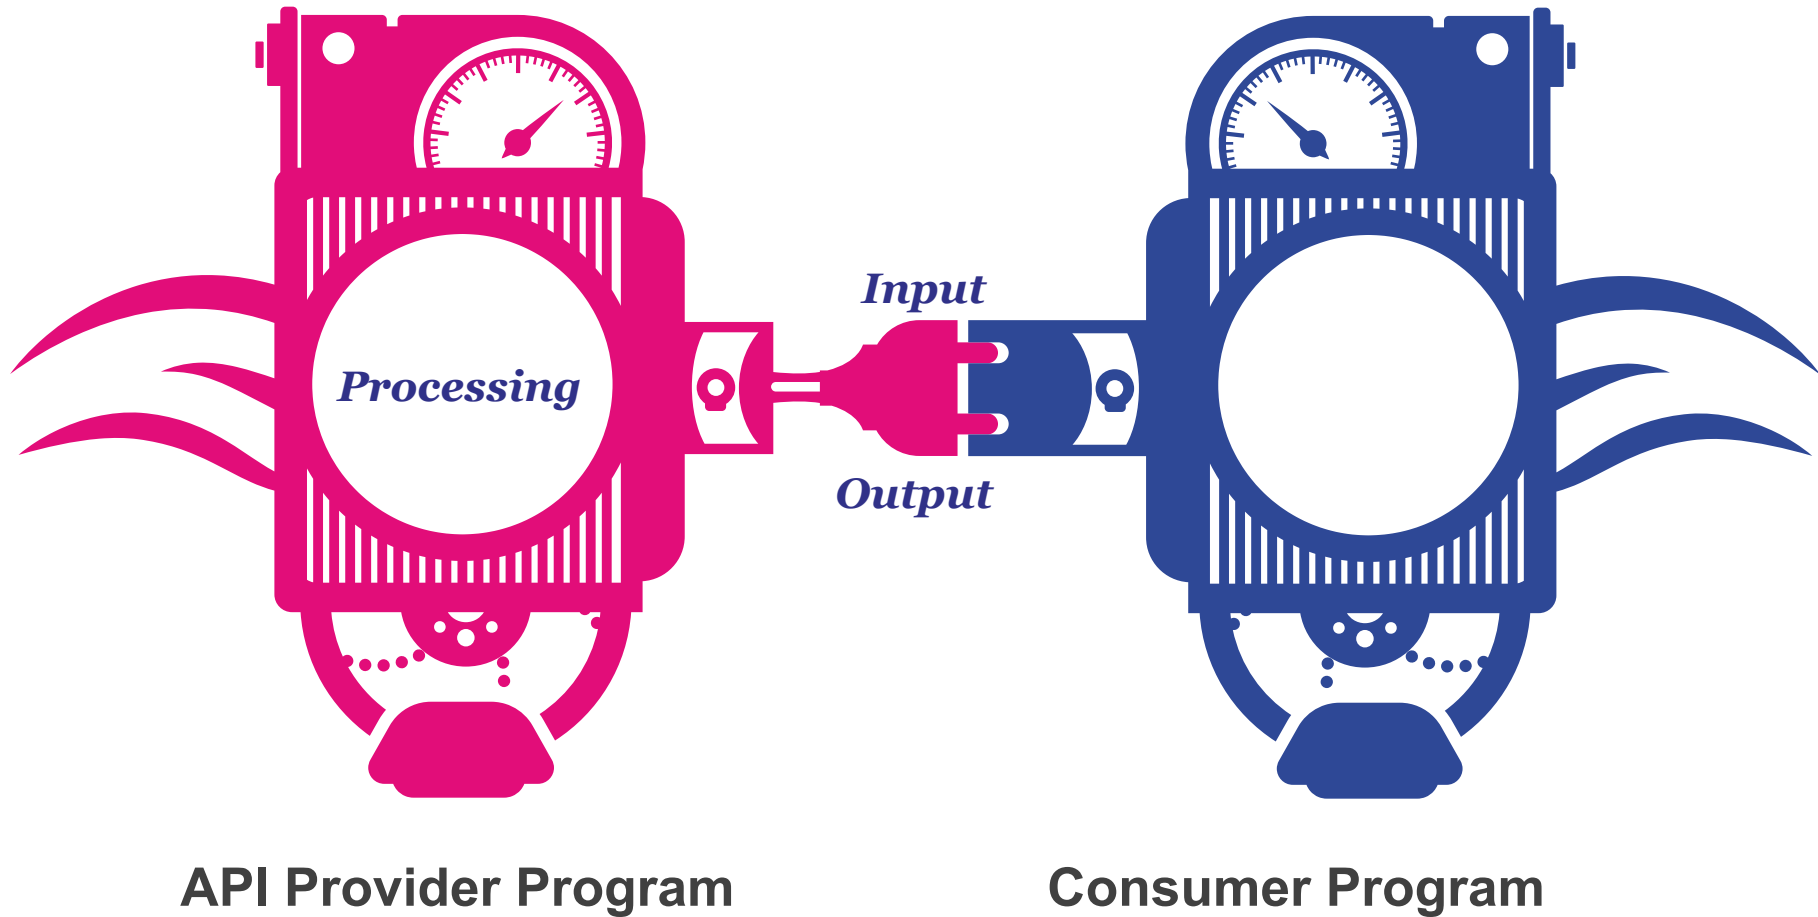 Input
Processing
Output
API Provider Program
Consumer Program